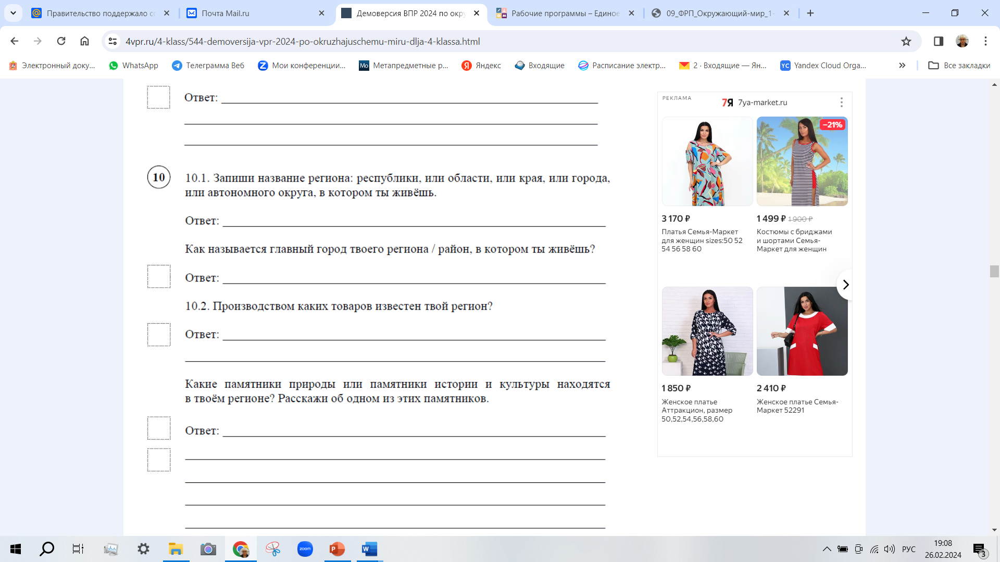 Правительство поддержало со
Почта Mail.ru
Демоверсия ВПР 2024 по окру
Рабочие программы – Единое
09_ФРП_Окружающий-мир_1-
4vpr.ru/4-klass/544-demoversija-vpr-2024-po-okruzhajuschemu-miru-dlja-4-klassa.html
Электронный доку...
WhatsApp
Телеграмма Веб
Мои конференции...
Метапредметные р...
Яндекс
Входящие
Расписание электр...
2 · Входящие — Ян...
Yandex Cloud Orga...
Все закладки
Ответ:
10
10.1. Запиши название региона: республики, или области, или края, или города,
или автономного округа, в котором ты живёшь.
Ответ:
Как называется главный город твоего региона / район, в котором ты живёшь?
Ответ:
10.2. Производством каких товаров известен твой регион?
Ответ:
Какие памятники природы или памятники истории и культуры находятся
в твоём регионе? Расскажи об одном из этих памятников.
Ответ:
РЕКЛАМА
7Я 7ya-market.ru
−21%
3 170 ₽
Платья Семья-Маркет
для женщин sizes:50 52
54 56 58 60
1 499 ₽ 1 900 ₽
Костюмы с бриджами
и шортами Семья-
Маркет для женщин
1 850 ₽
Женское платье
Аттракцион, размер
50,52,54,56,58,60
2 410 ₽
Женское платье Семья-
Маркет 52291
zoom
P
W
РУС
19:08
26.02.2024
3